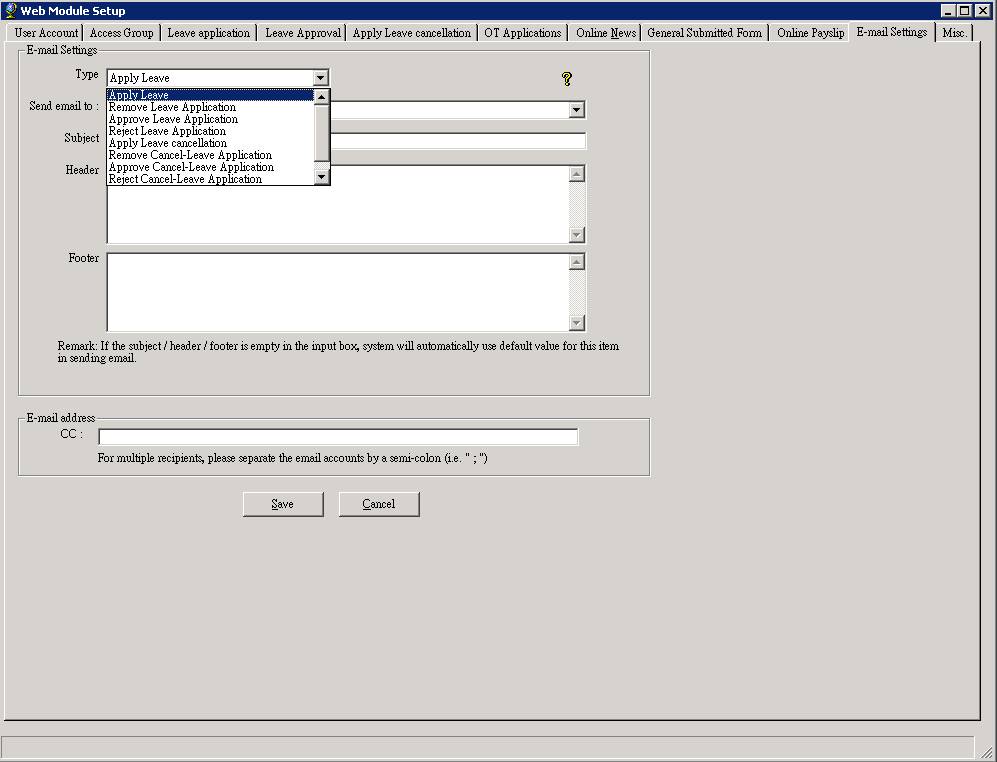 Web Module Setup
User Account Access Group Leave application Leave Approval Apply Leave cancellation OT Applications Online News General Submitted Form Online Payslip E-mail Settings Misc.
E-mail Settings
Type Apply Leave ?
Apply Leave
Send email to :
Remove Leave Application
Approve Leave Application
Reject Leave Application
Subject
Apply Leave cancellation
Remove Cancel-Leave Application
Header
Approve Cancel-Leave Application
Reject Cancel-Leave Application
Footer
Remark: If the subject / header / footer is empty in the input box, system will automatically use default value for this item
in sending email.
E-mail address
CC :
For multiple recipients, please separate the email accounts by a semi-colon (i.e. " ; ")
Save Cancel